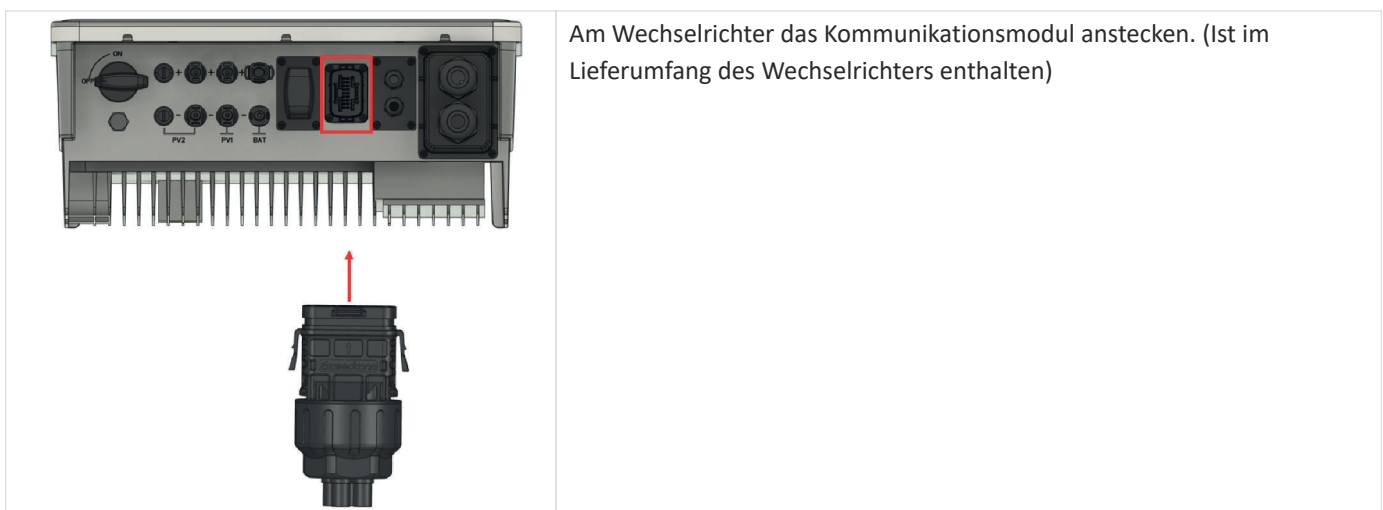 Am Wechselrichter das Kommunikationsmodul anstecken. (Ist im
Lieferumfang des Wechselrichters enthalten)
ON
OFF
+ + +
- - -
PV2 PV1 BAT